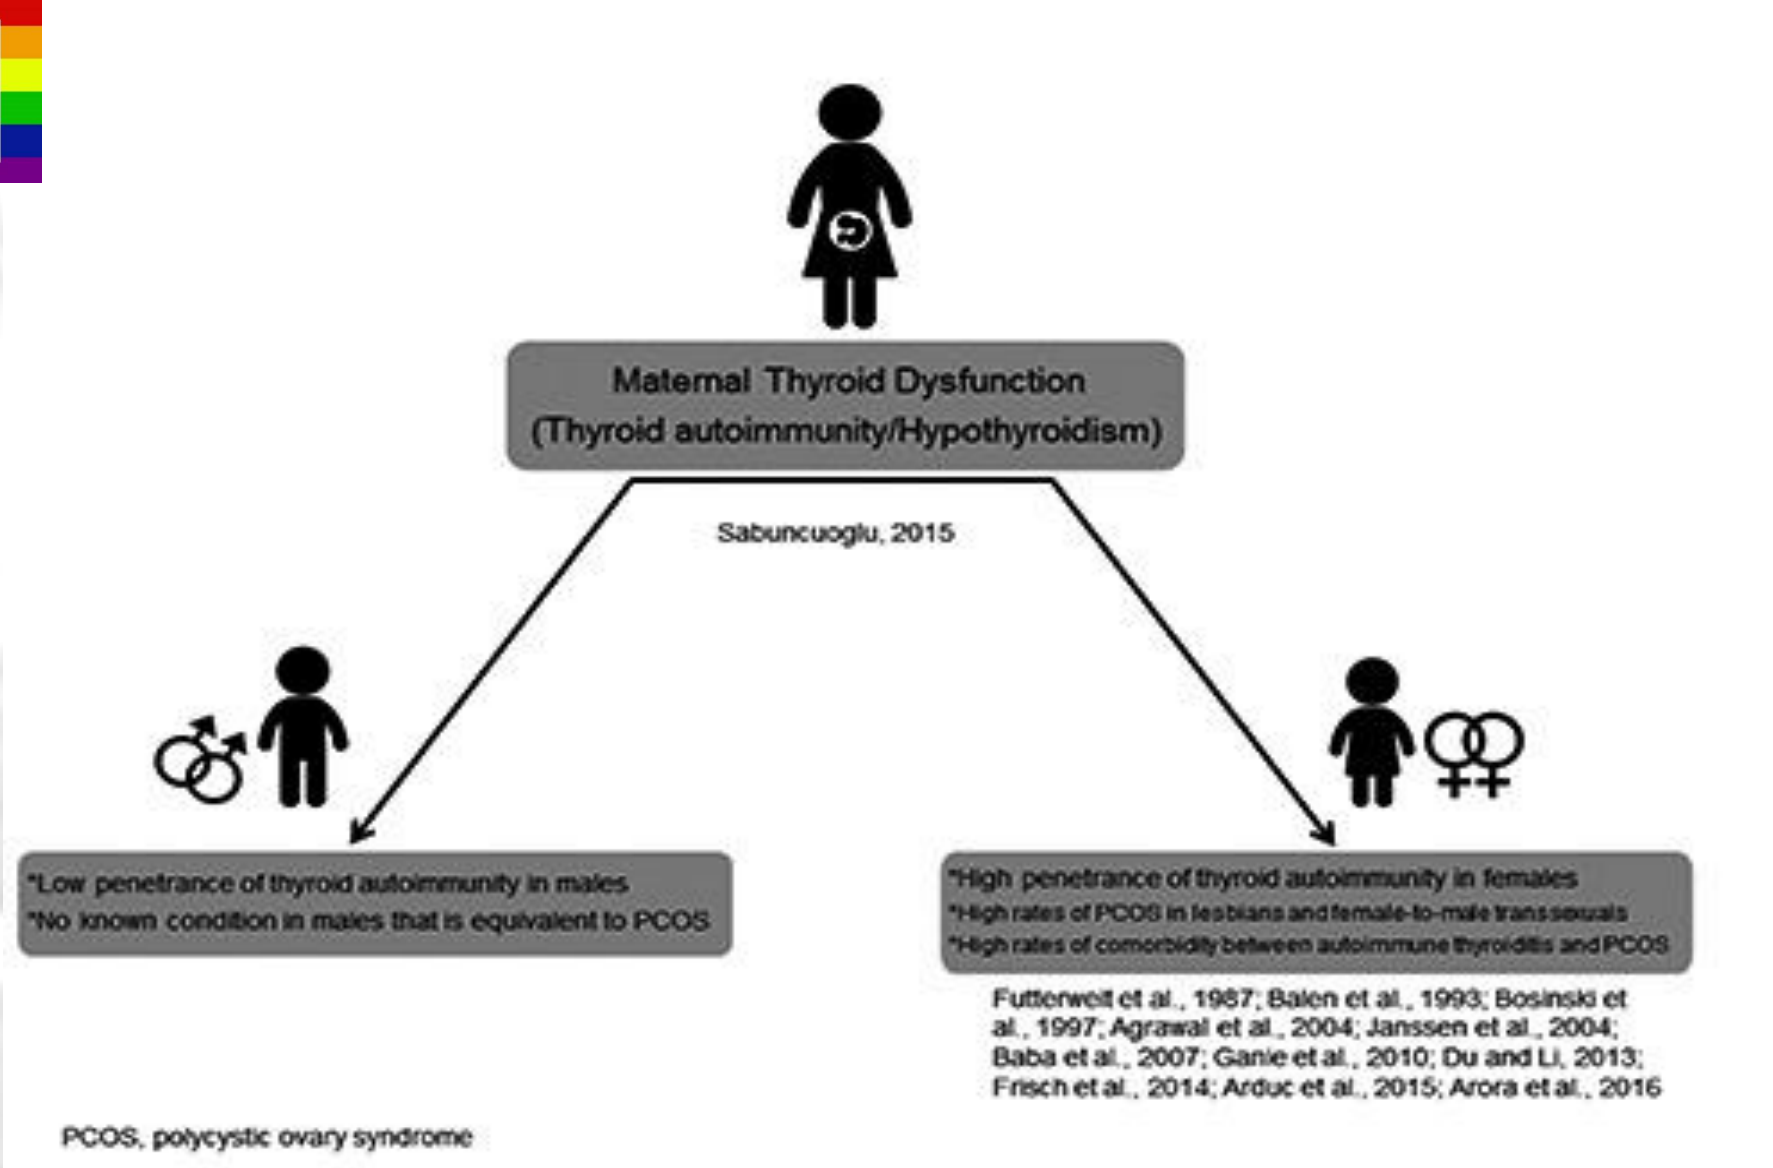 Maternal Thyroid Dysfunction
(Thyroid autoimmunity/Hypothyroidism)
Sabuncuoglu, 2015
*Low penetrance of thyroid autoimmunity in males
*No known condition in males that is equivalent to PCOS
*High penetrance of thyroid autoimmunity in females
*High rates of PCOS in lesbians and female-to-male transsexuals
*High rates of comorbidity between autoimmune thyroiditis and PCOS
Futterweit et al., 1987; Balen et al., 1993; Bosinski et
al., 1997; Agrawal et al., 2004; Janssen et al., 2004;
Baba et al., 2007; Ganie et al., 2010; Du and Li, 2013;
Frisch et al., 2014; Arduc et al., 2015; Arora et al., 2016
PCOS, polycystic ovary syndrome